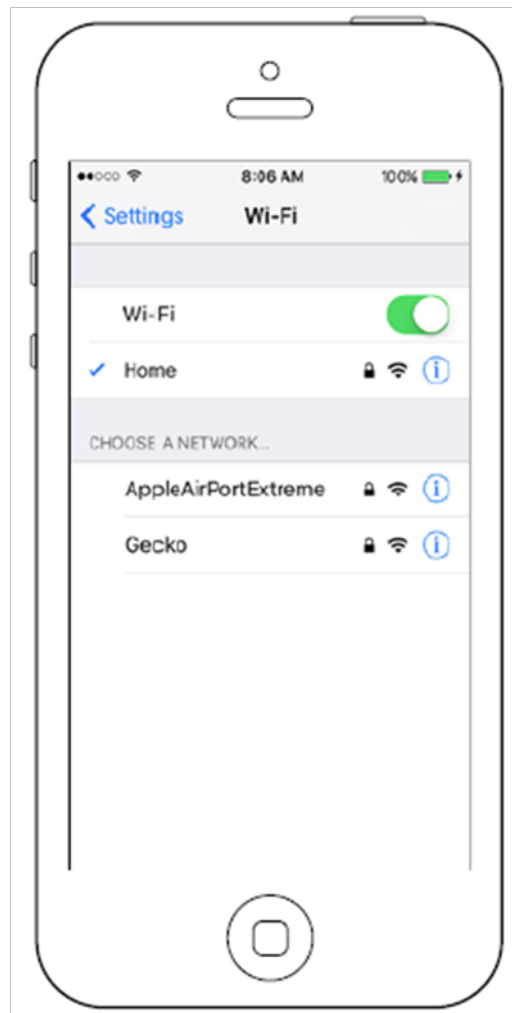 8:06 AM 100%
Settings Wi-Fi
Wi-Fi
Home
CHOOSE A NETWORK...
AppleAirPortExtreme
Gecko